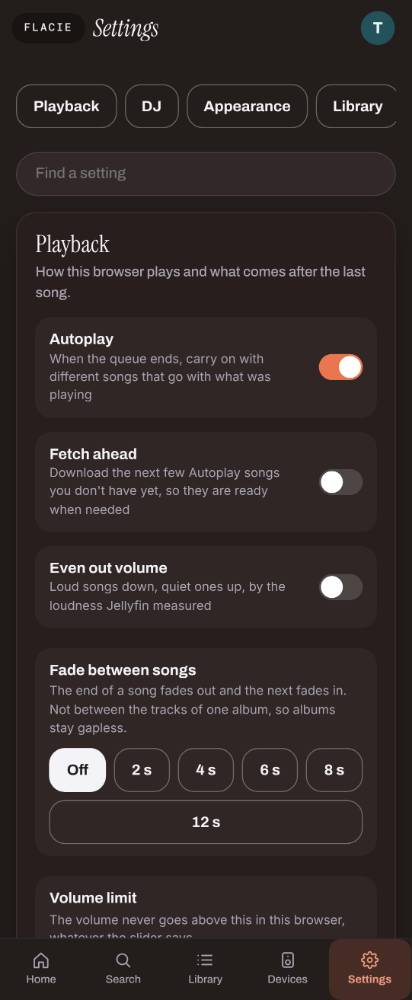 FLACIE Settings T
Playback DJ Appearance Library
Find a setting
Playback
How this browser plays and what comes after the last
song.
Autoplay
When the queue ends, carry on with
different songs that go with what was
playing
Fetch ahead
Download the next few Autoplay songs
you don't have yet, so they are ready
when needed
Even out volume
Loud songs down, quiet ones up, by the
loudness Jellyfin measured
Fade between songs
The end of a song fades out and the next fades in.
Not between the tracks of one album, so albums
stay gapless.
Off 2 s 4 s 6 s 8 s
12 s
Volume limit
The volume never goes above this in this browser,
whatever the slider says
Home Search Library Devices Settings